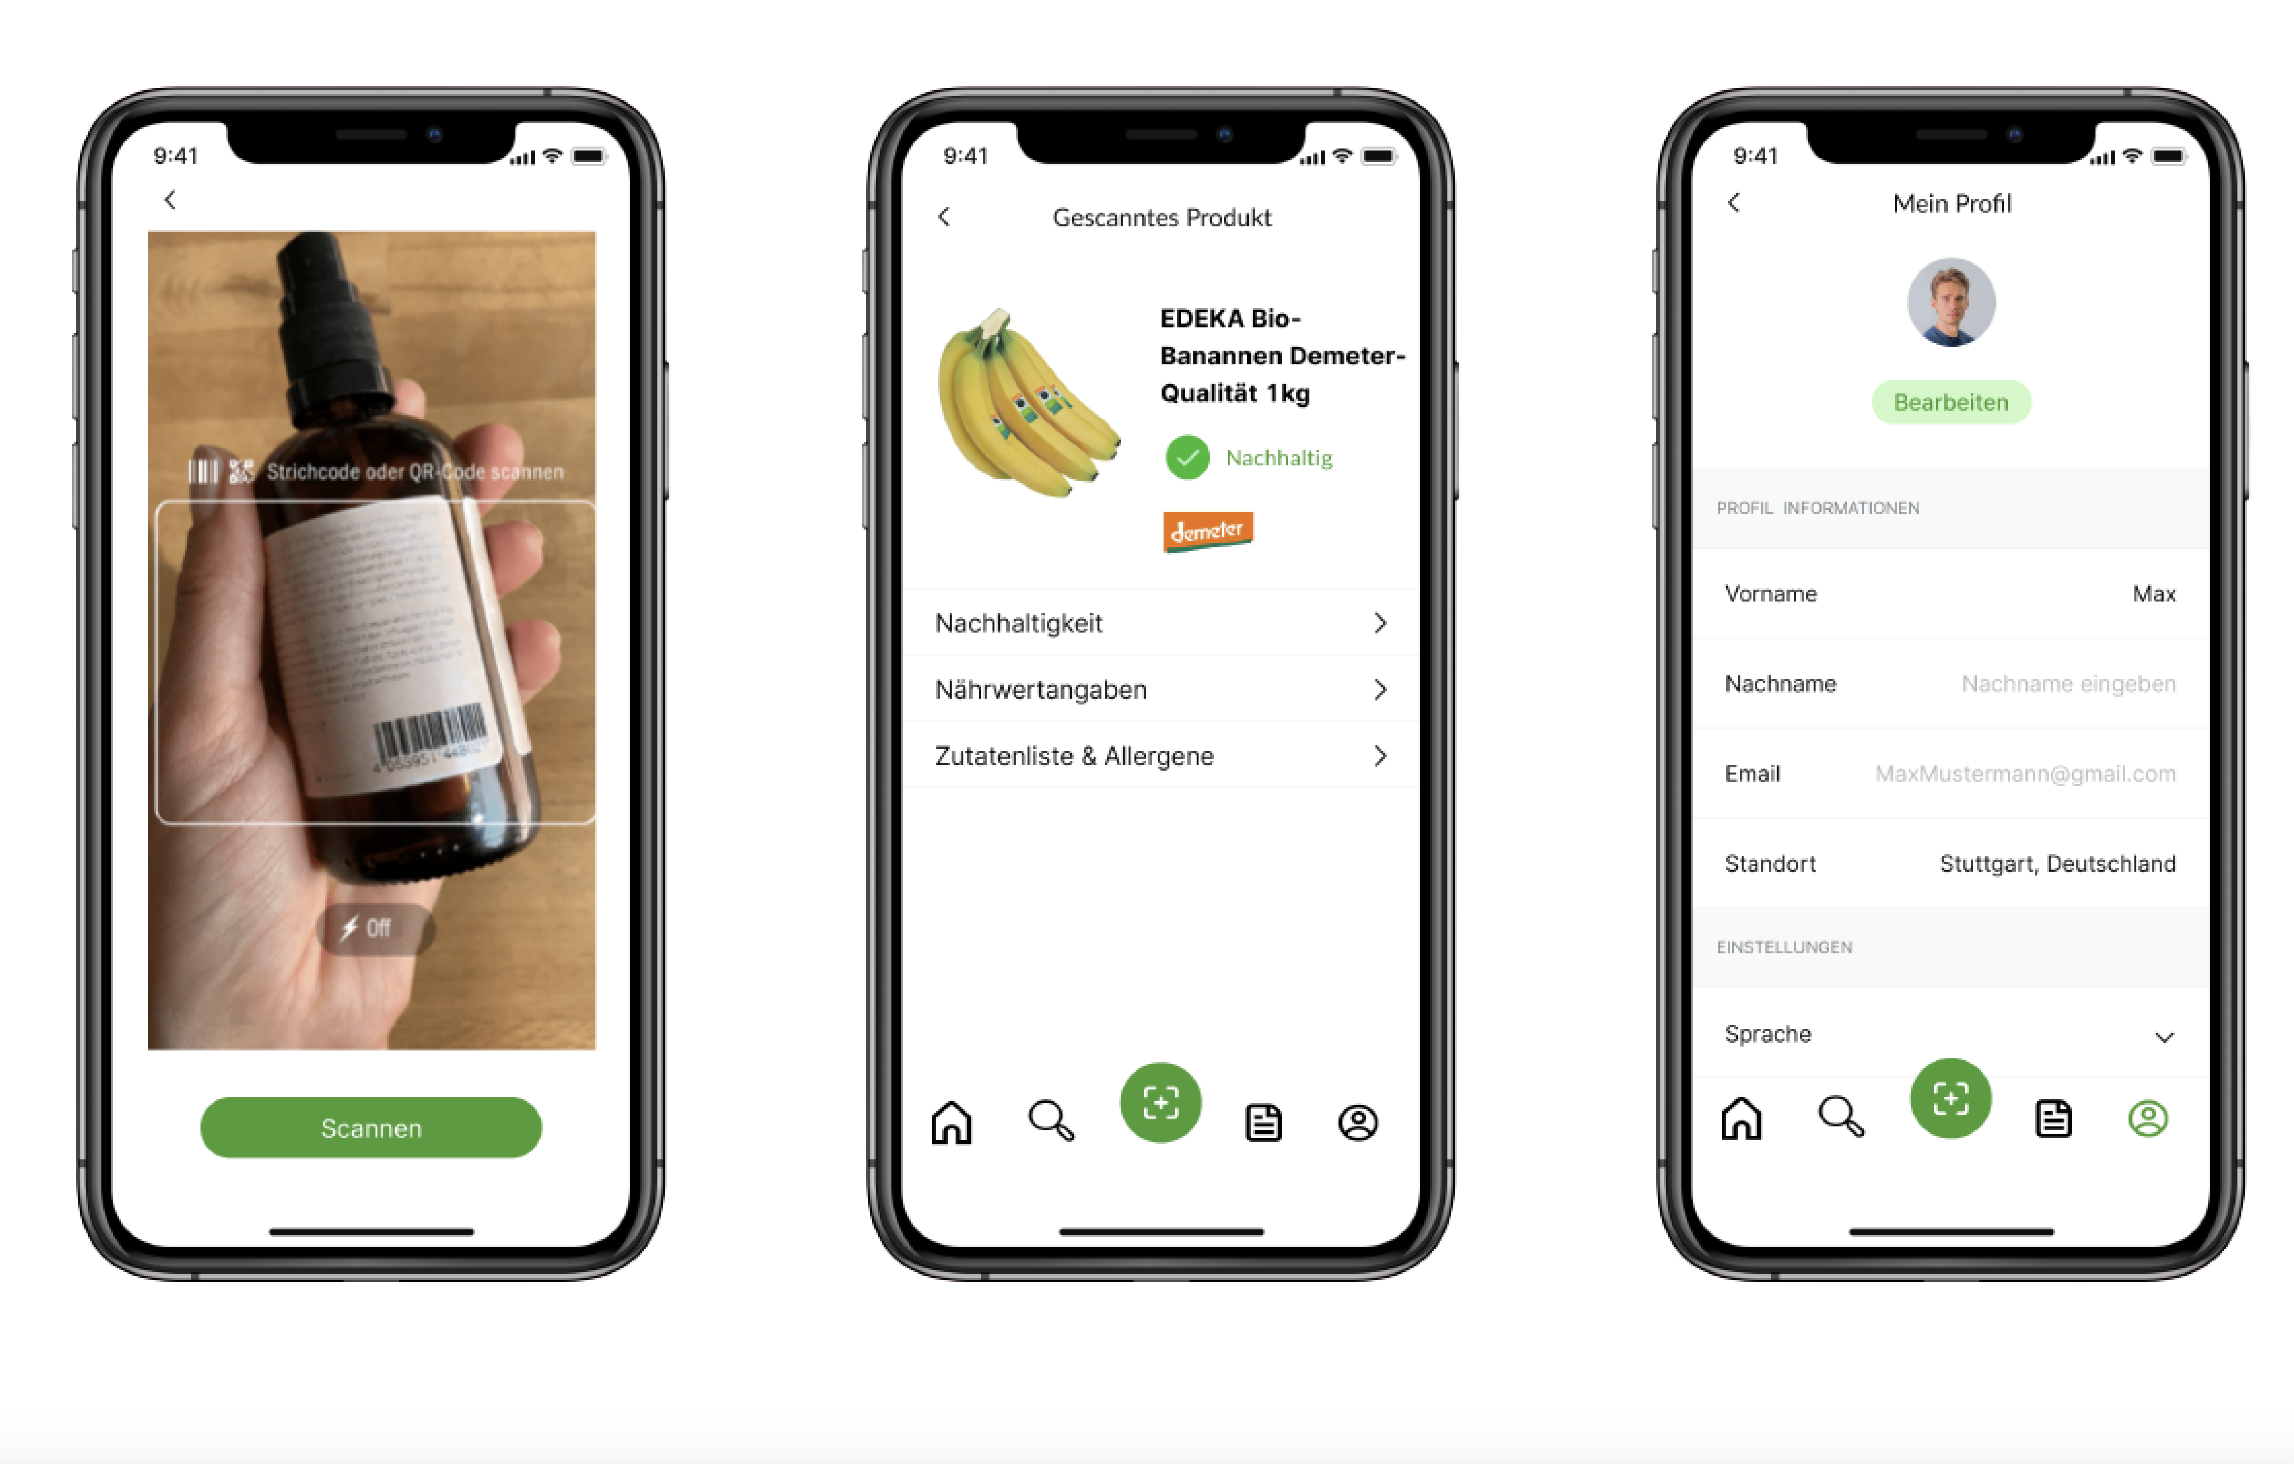 9:41
Strichcode oder QR-Code scannen
Off
Scannen
9:41
Gescanntes Produkt
EDEKA Bio-
Banannen Demeter-
Qualität 1kg
Nachhaltig
demeter
Nachhaltigkeit
Nährwertangaben
Zutatenliste & Allergene
9:41
Mein Profil
Bearbeiten
PROFIL INFORMATIONEN
Vorname Max
Nachname Nachname eingeben
Email MaxMustermann@gmail.com
Standort Stuttgart, Deutschland
EINSTELLUNGEN
Sprache